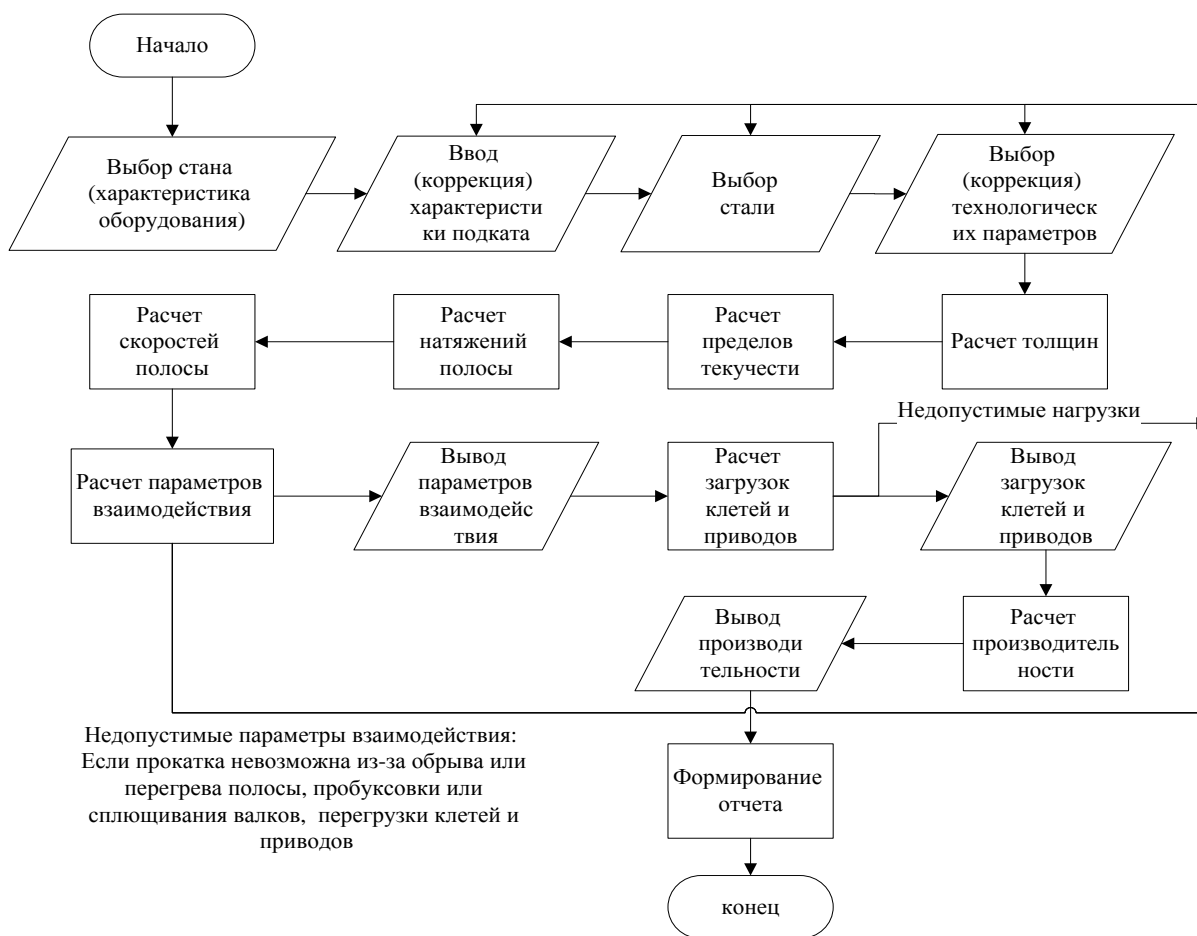 Начало
Выбор стана
(характеристика
оборудования)
Ввод
(коррекция)
характеристи
ки подката
Выбор
стали
Выбор
(коррекция)
технологическ
их параметров
Расчет
скоростей
полосы
Расчет
натяжений
полосы
Расчет
пределов
текучести
Расчет толщин
Недопустимые нагрузки
Расчет параметров
взаимодействия
Вывод
параметров
взаимодейс
твия
Расчет
загрузок
клетей и
приводов
Вывод
загрузок
клетей и
приводов
Вывод
производи
тельности
Расчет
производитель
ности
Недопустимые параметры взаимодействия:
Если прокатка невозможна из-за обрыва или
перегрева полосы, пробуксовки или
сплющивания валков, перегрузки клетей и
приводов
Формирование
отчета
конец